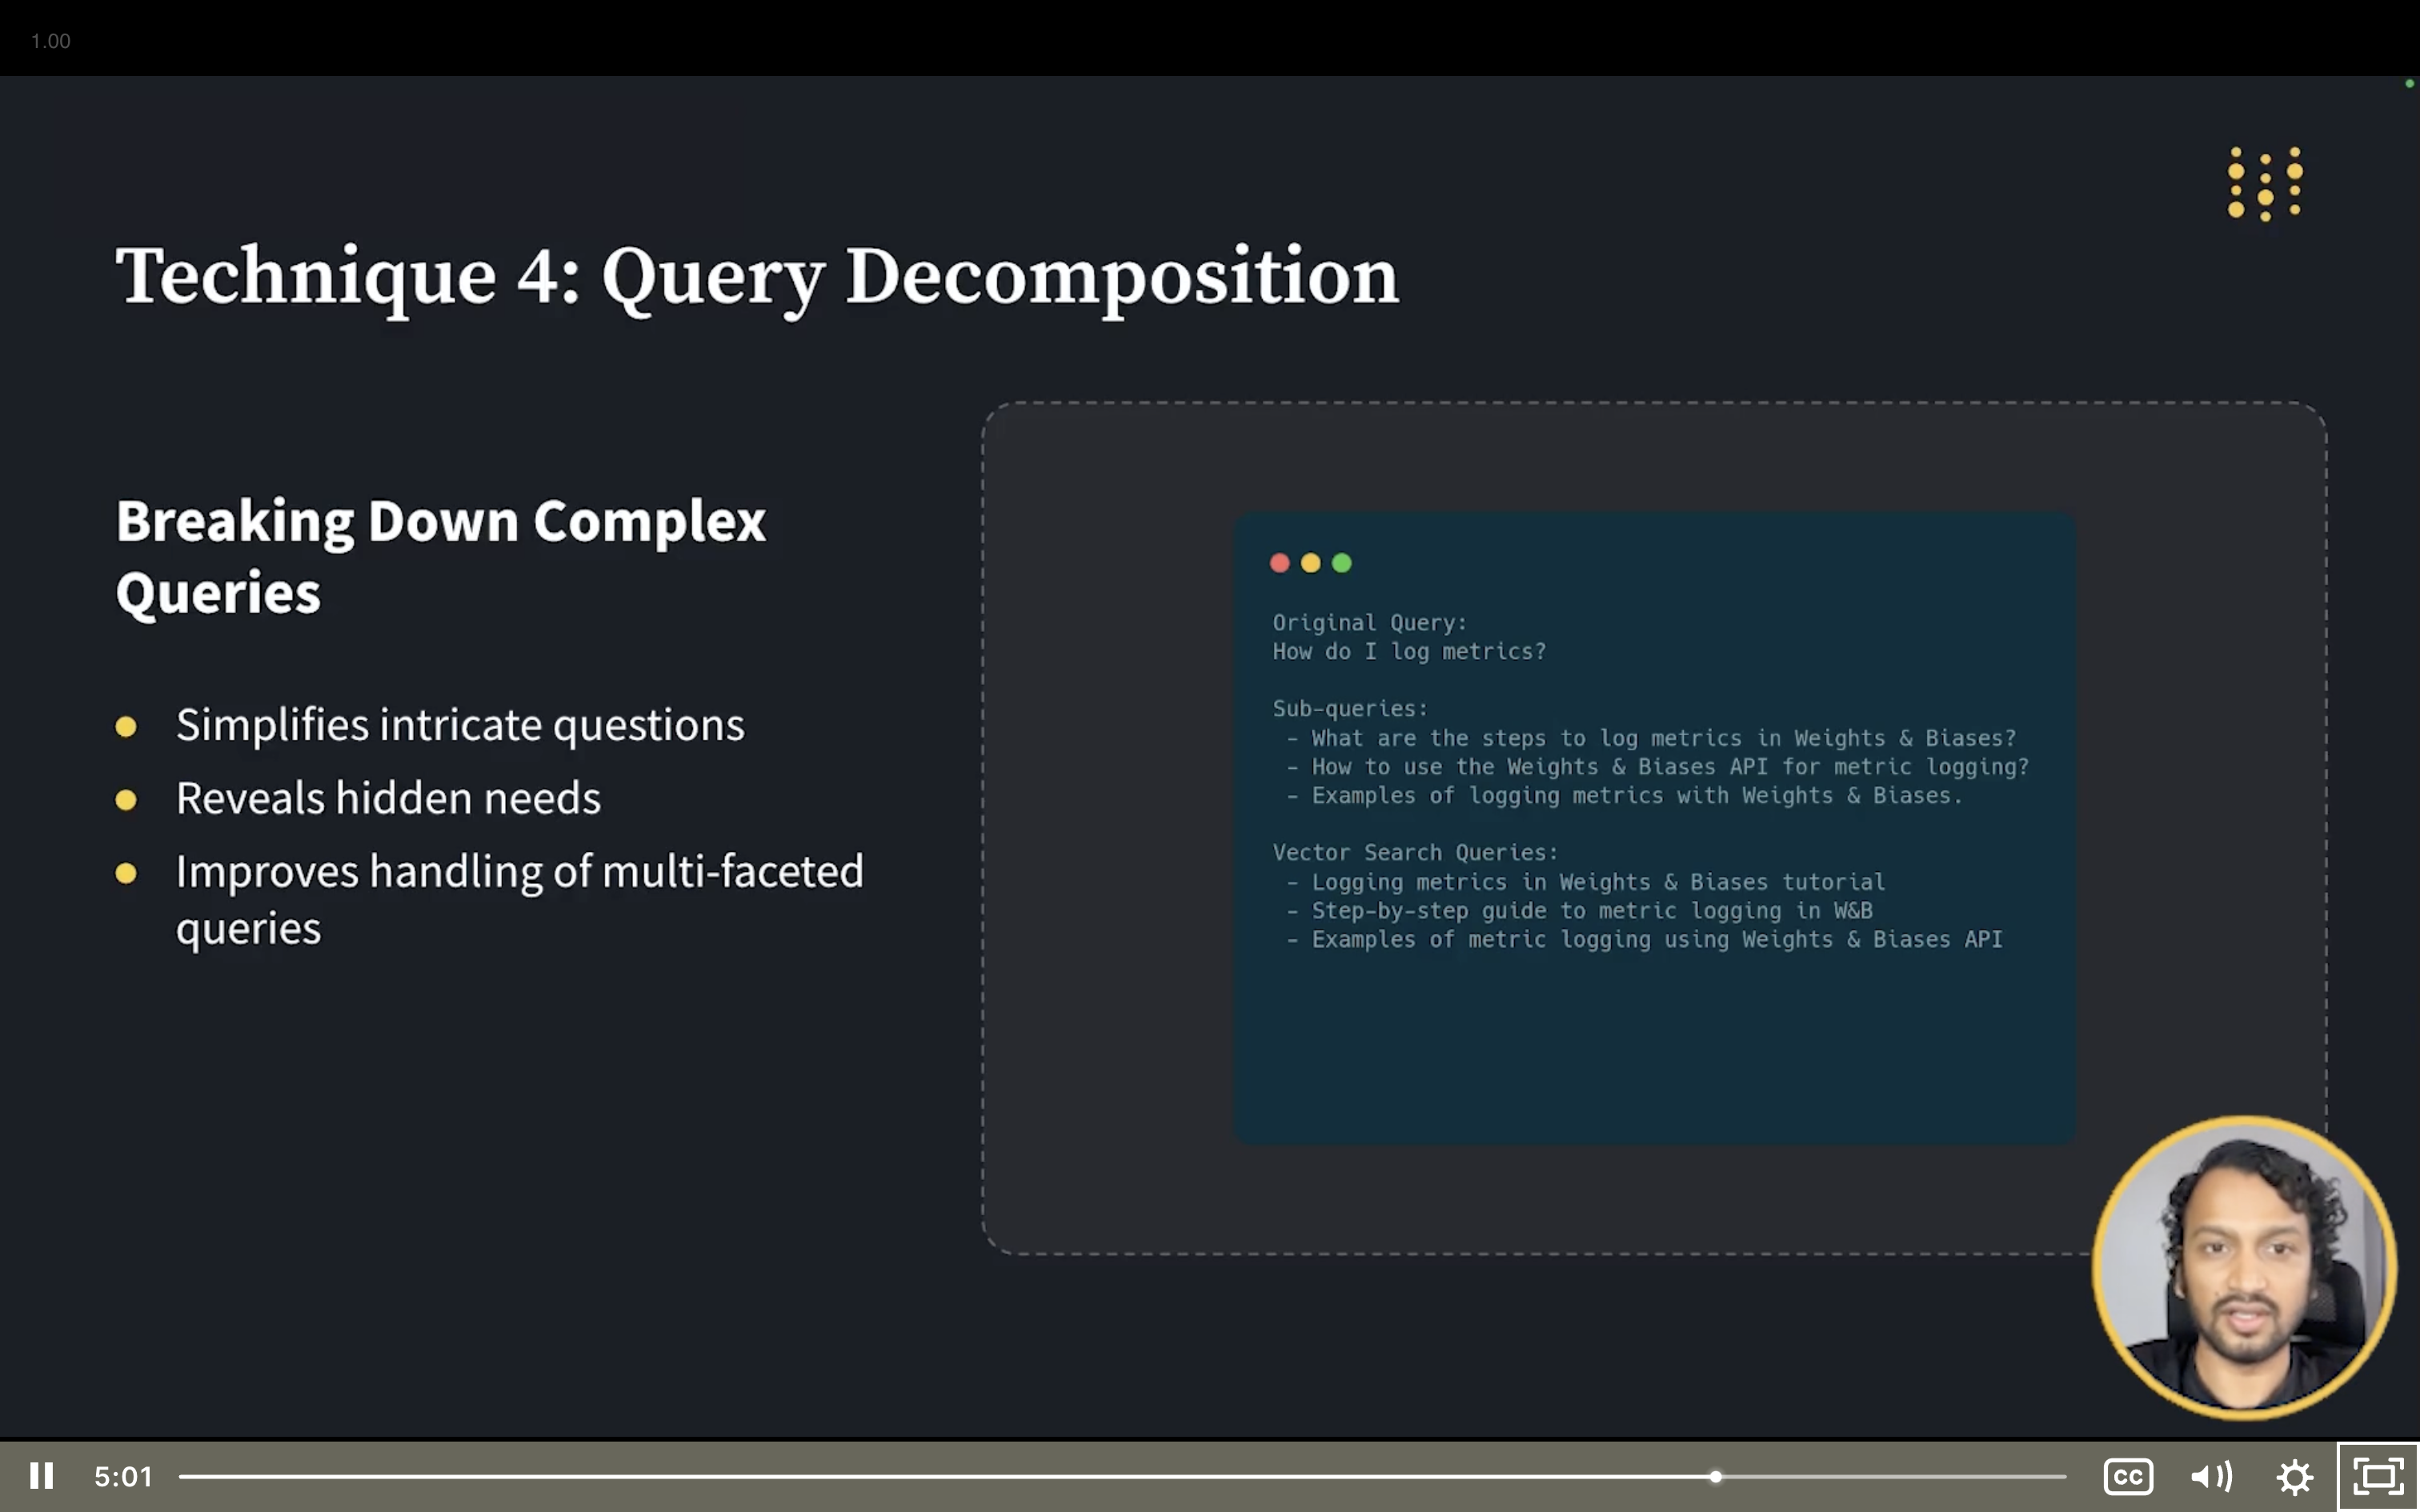 1.00
Technique 4: Query Decomposition
Breaking Down Complex
Queries
Simplifies intricate questions
Reveals hidden needs
Improves handling of multi-faceted
queries
Original Query:
How do I log metrics?
Sub-queries:
- What are the steps to log metrics in Weights & Biases?
- How to use the Weights & Biases API for metric logging?
- Examples of logging metrics with Weights & Biases.
Vector Search Queries:
- Logging metrics in Weights & Biases tutorial
- Step-by-step guide to metric logging in W&B
- Examples of metric logging using Weights & Biases API
5:01
CC